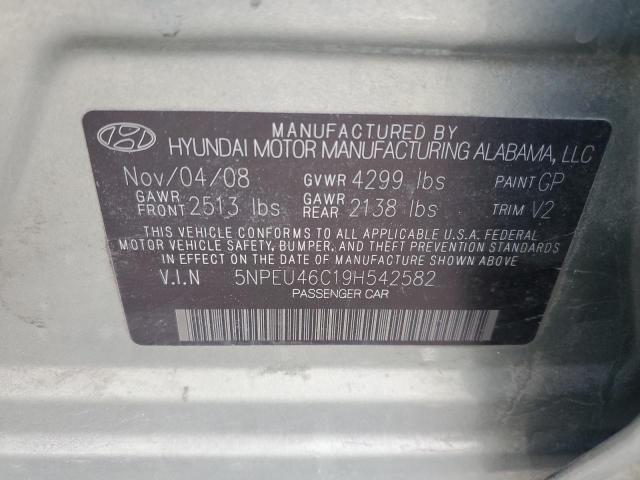 MANUFACTURED BY
HYUNDAI MOTOR MANUFACTURING ALABAMA, LLC
Nov/04/08 GVWR 4299 lbs PAINT GP
GAWR FRONT 2513 lbs GAWR REAR 2138 lbs TRIM V2
THIS VEHICLE CONFORMS TO ALL APPLICABLE U.S.A. FEDERAL
MOTOR VEHICLE SAFETY, BUMPER, AND THEFT PREVENTION STANDARDS
IN EFFECT ON THE DATE OF MANUFACTURE SHOWN ABOVE.
V.I.N 5NPEU46C19H542582
PASSENGER CAR